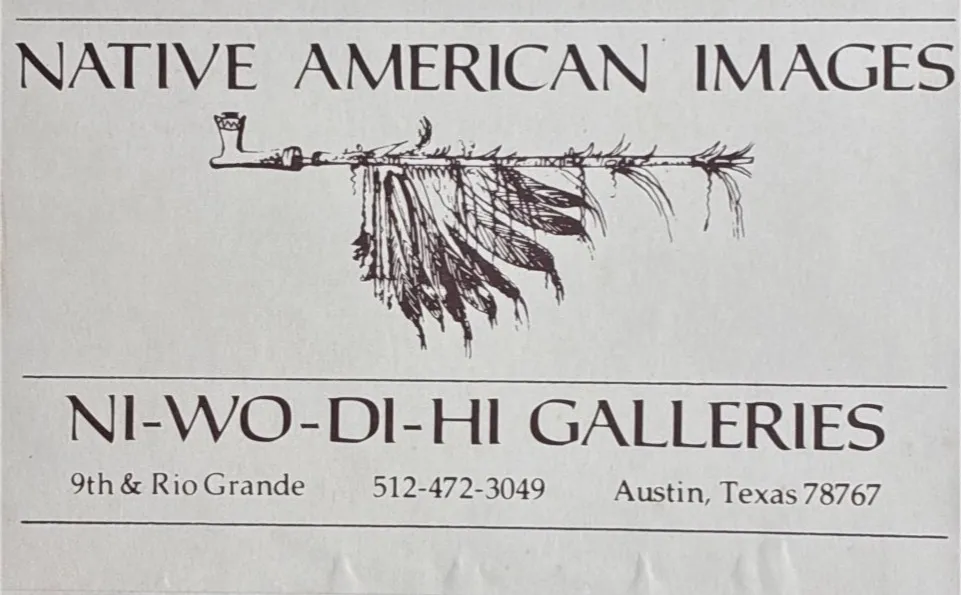 NATIVE AMERICAN IMAGES
NI-WO-DI-HI GALLERIES
9th & Rio Grande 512-472-3049 Austin, Texas 78767